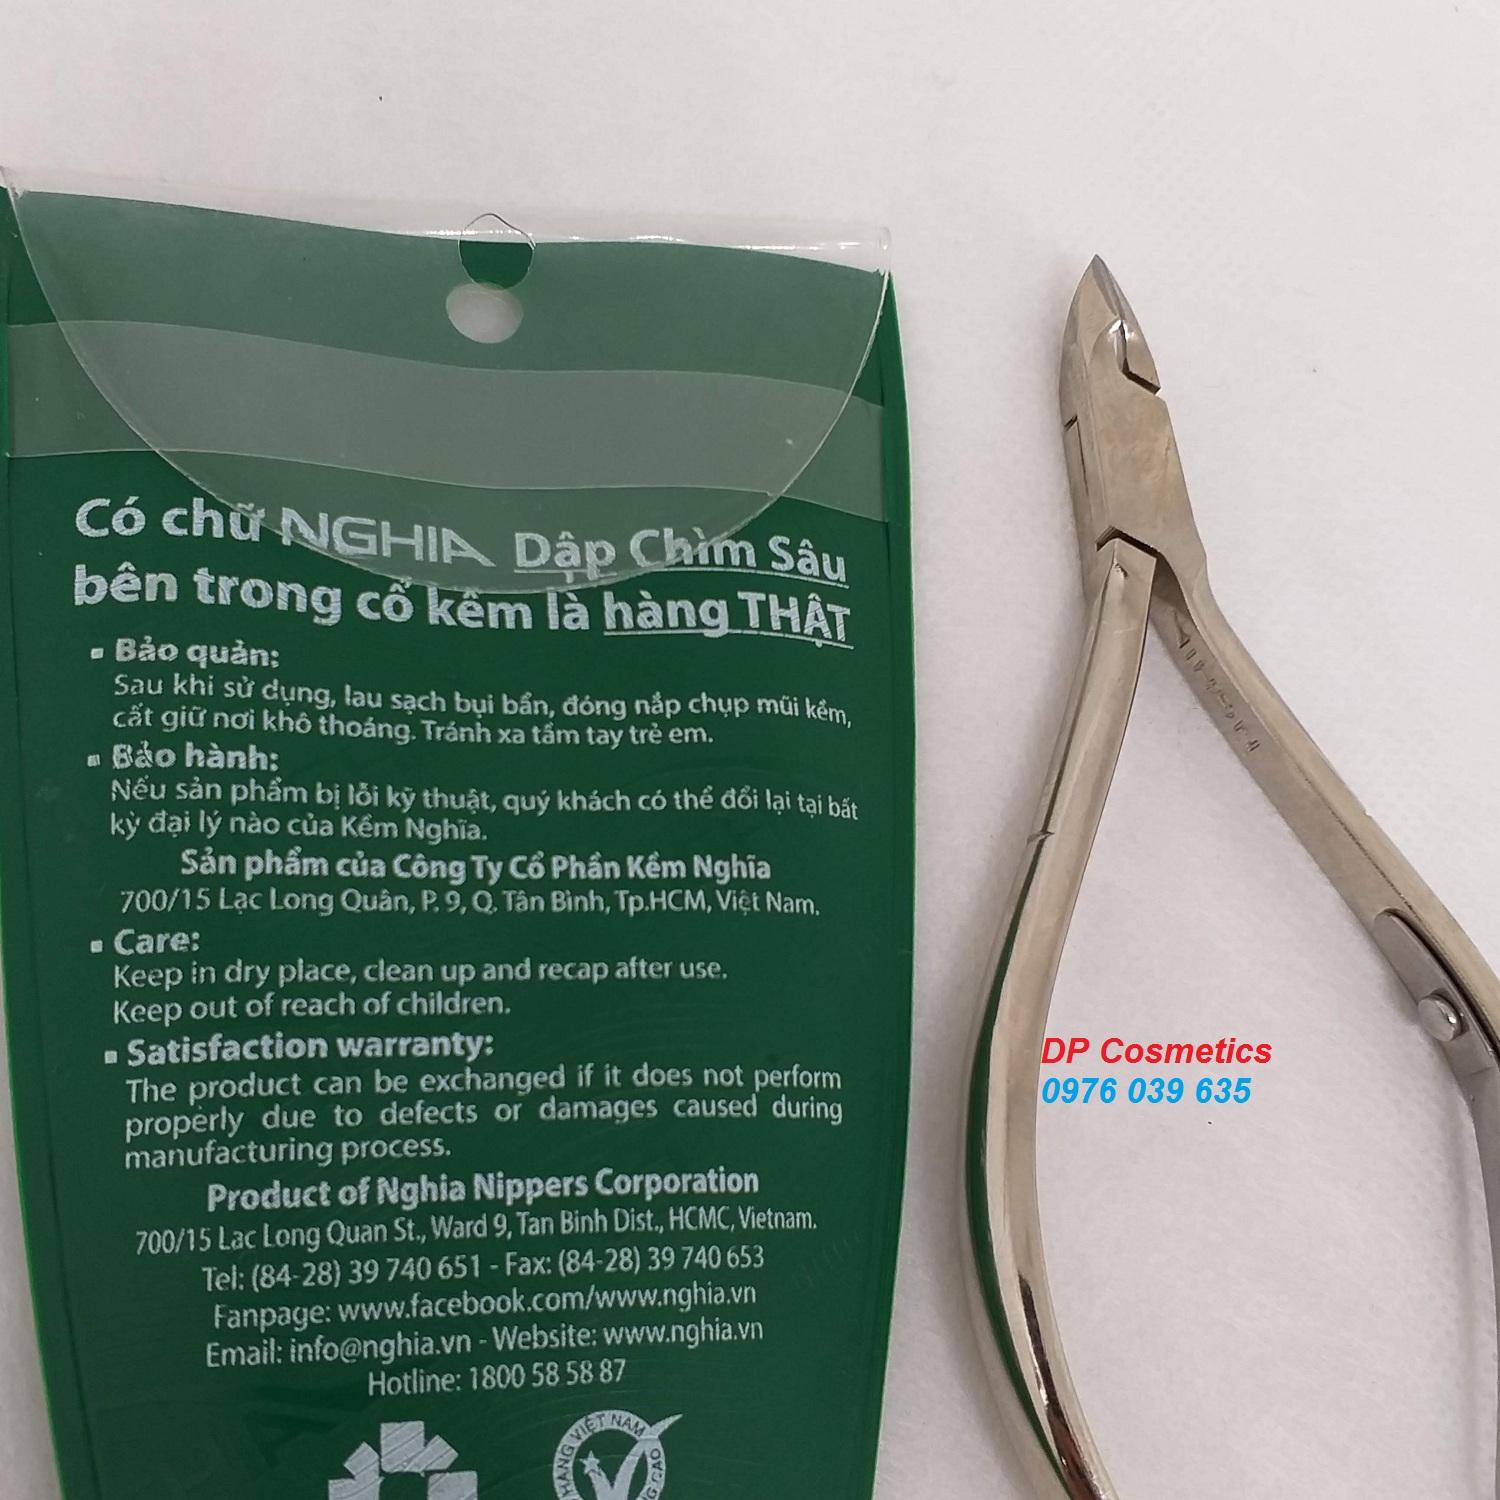 Có chữ NGHIA Dập Chìm Sâu
bên trong cổ kềm là hàng THẬT
▪ Bảo quản:
Sau khi sử dụng, lau sạch bụi bẩn, đóng nắp chụp mũi kềm,
cất giữ nơi khô thoáng. Tránh xa tầm tay trẻ em.
▪ Bảo hành:
Nếu sản phẩm bị lỗi kỹ thuật, quý khách có thể đổi lại tại bất
kỳ đại lý nào của Kềm Nghĩa.
Sản phẩm của Công Ty Cổ Phần Kềm Nghĩa
700/15 Lạc Long Quân, P. 9, Q. Tân Bình, Tp.HCM, Việt Nam.
▪ Care:
Keep in dry place, clean up and recap after use.
Keep out of reach of children.
▪ Satisfaction warranty:
The product can be exchanged if it does not perform
properly due to defects or damages caused during
manufacturing process.
Product of Nghia Nippers Corporation
700/15 Lac Long Quan St., Ward 9, Tan Binh Dist., HCMC, Vietnam.
Tel: (84-28) 39 740 651 - Fax: (84-28) 39 740 653
Fanpage: www.facebook.com/www.nghia.vn
Email: info@nghia.vn - Website: www.nghia.vn
Hotline: 1800 58 58 87
HÀNG VIỆT NAM
CAO
DP Cosmetics
0976 039 635